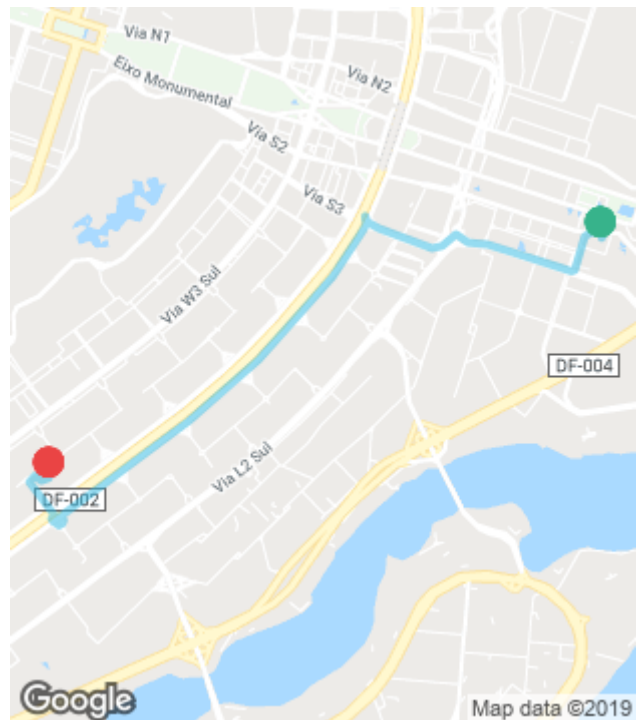 Via N1
Eixo Monumental
Via N2
Via S2
Via S3
Via W3 Sul
DF-004
Via L2 Sul
DF-002
Google
Map data ©2019